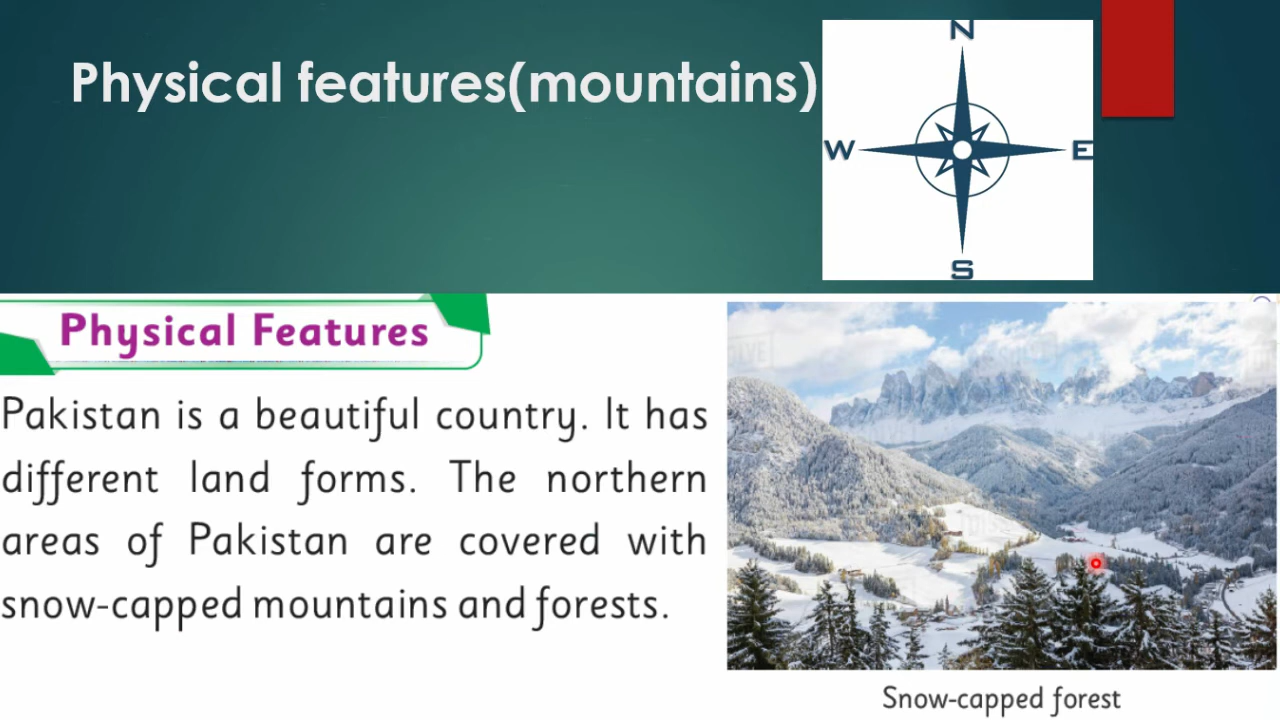 Physical features(mountains)
N
W
E
S
Physical Features
Pakistan is a beautiful country. It has
different land forms. The northern
areas of Pakistan are covered with
snow-capped mountains and forests.
Snow-capped forest